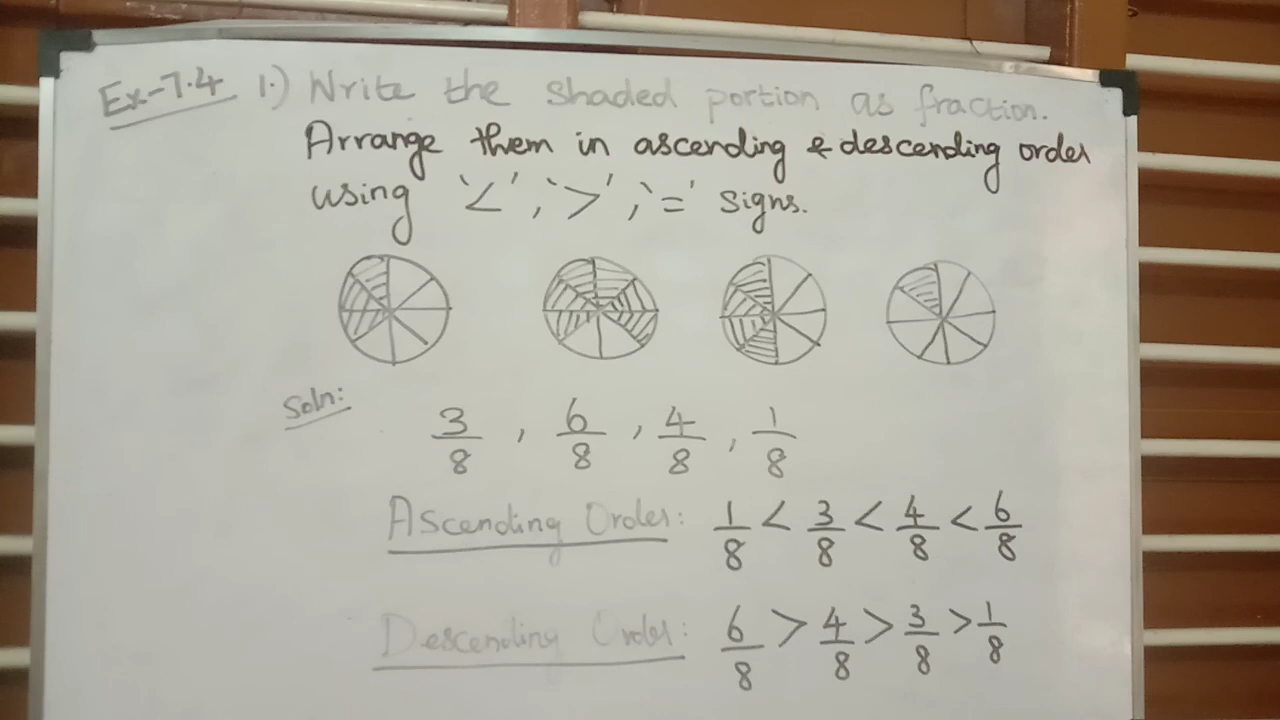 Ex-7.4 1.) Write the shaded portion as fraction.
Arrange them in ascending & descending order
using '<', '>', '=' signs.
Soln:
3/8, 6/8, 4/8, 1/8
Ascending Order: 1/8 < 3/8 < 4/8 < 6/8
Descending Order: 6/8 > 4/8 > 3/8 > 1/8